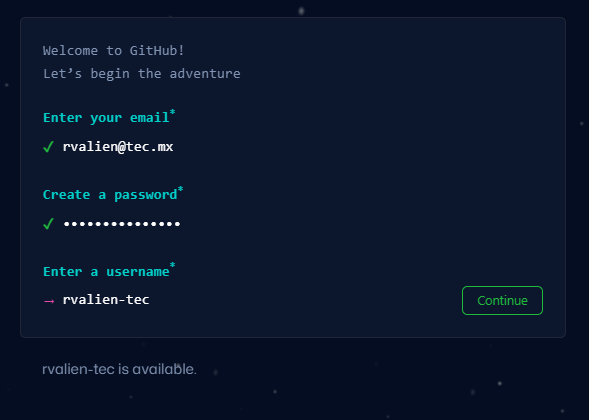 Welcome to GitHub!
Let’s begin the adventure
Enter your email*
✓ rvalien@tec.mx
Create a password*
✓ •••••••••••••••
Enter a username*
→ rvalien-tec
Continue
rvalien-tec is available.